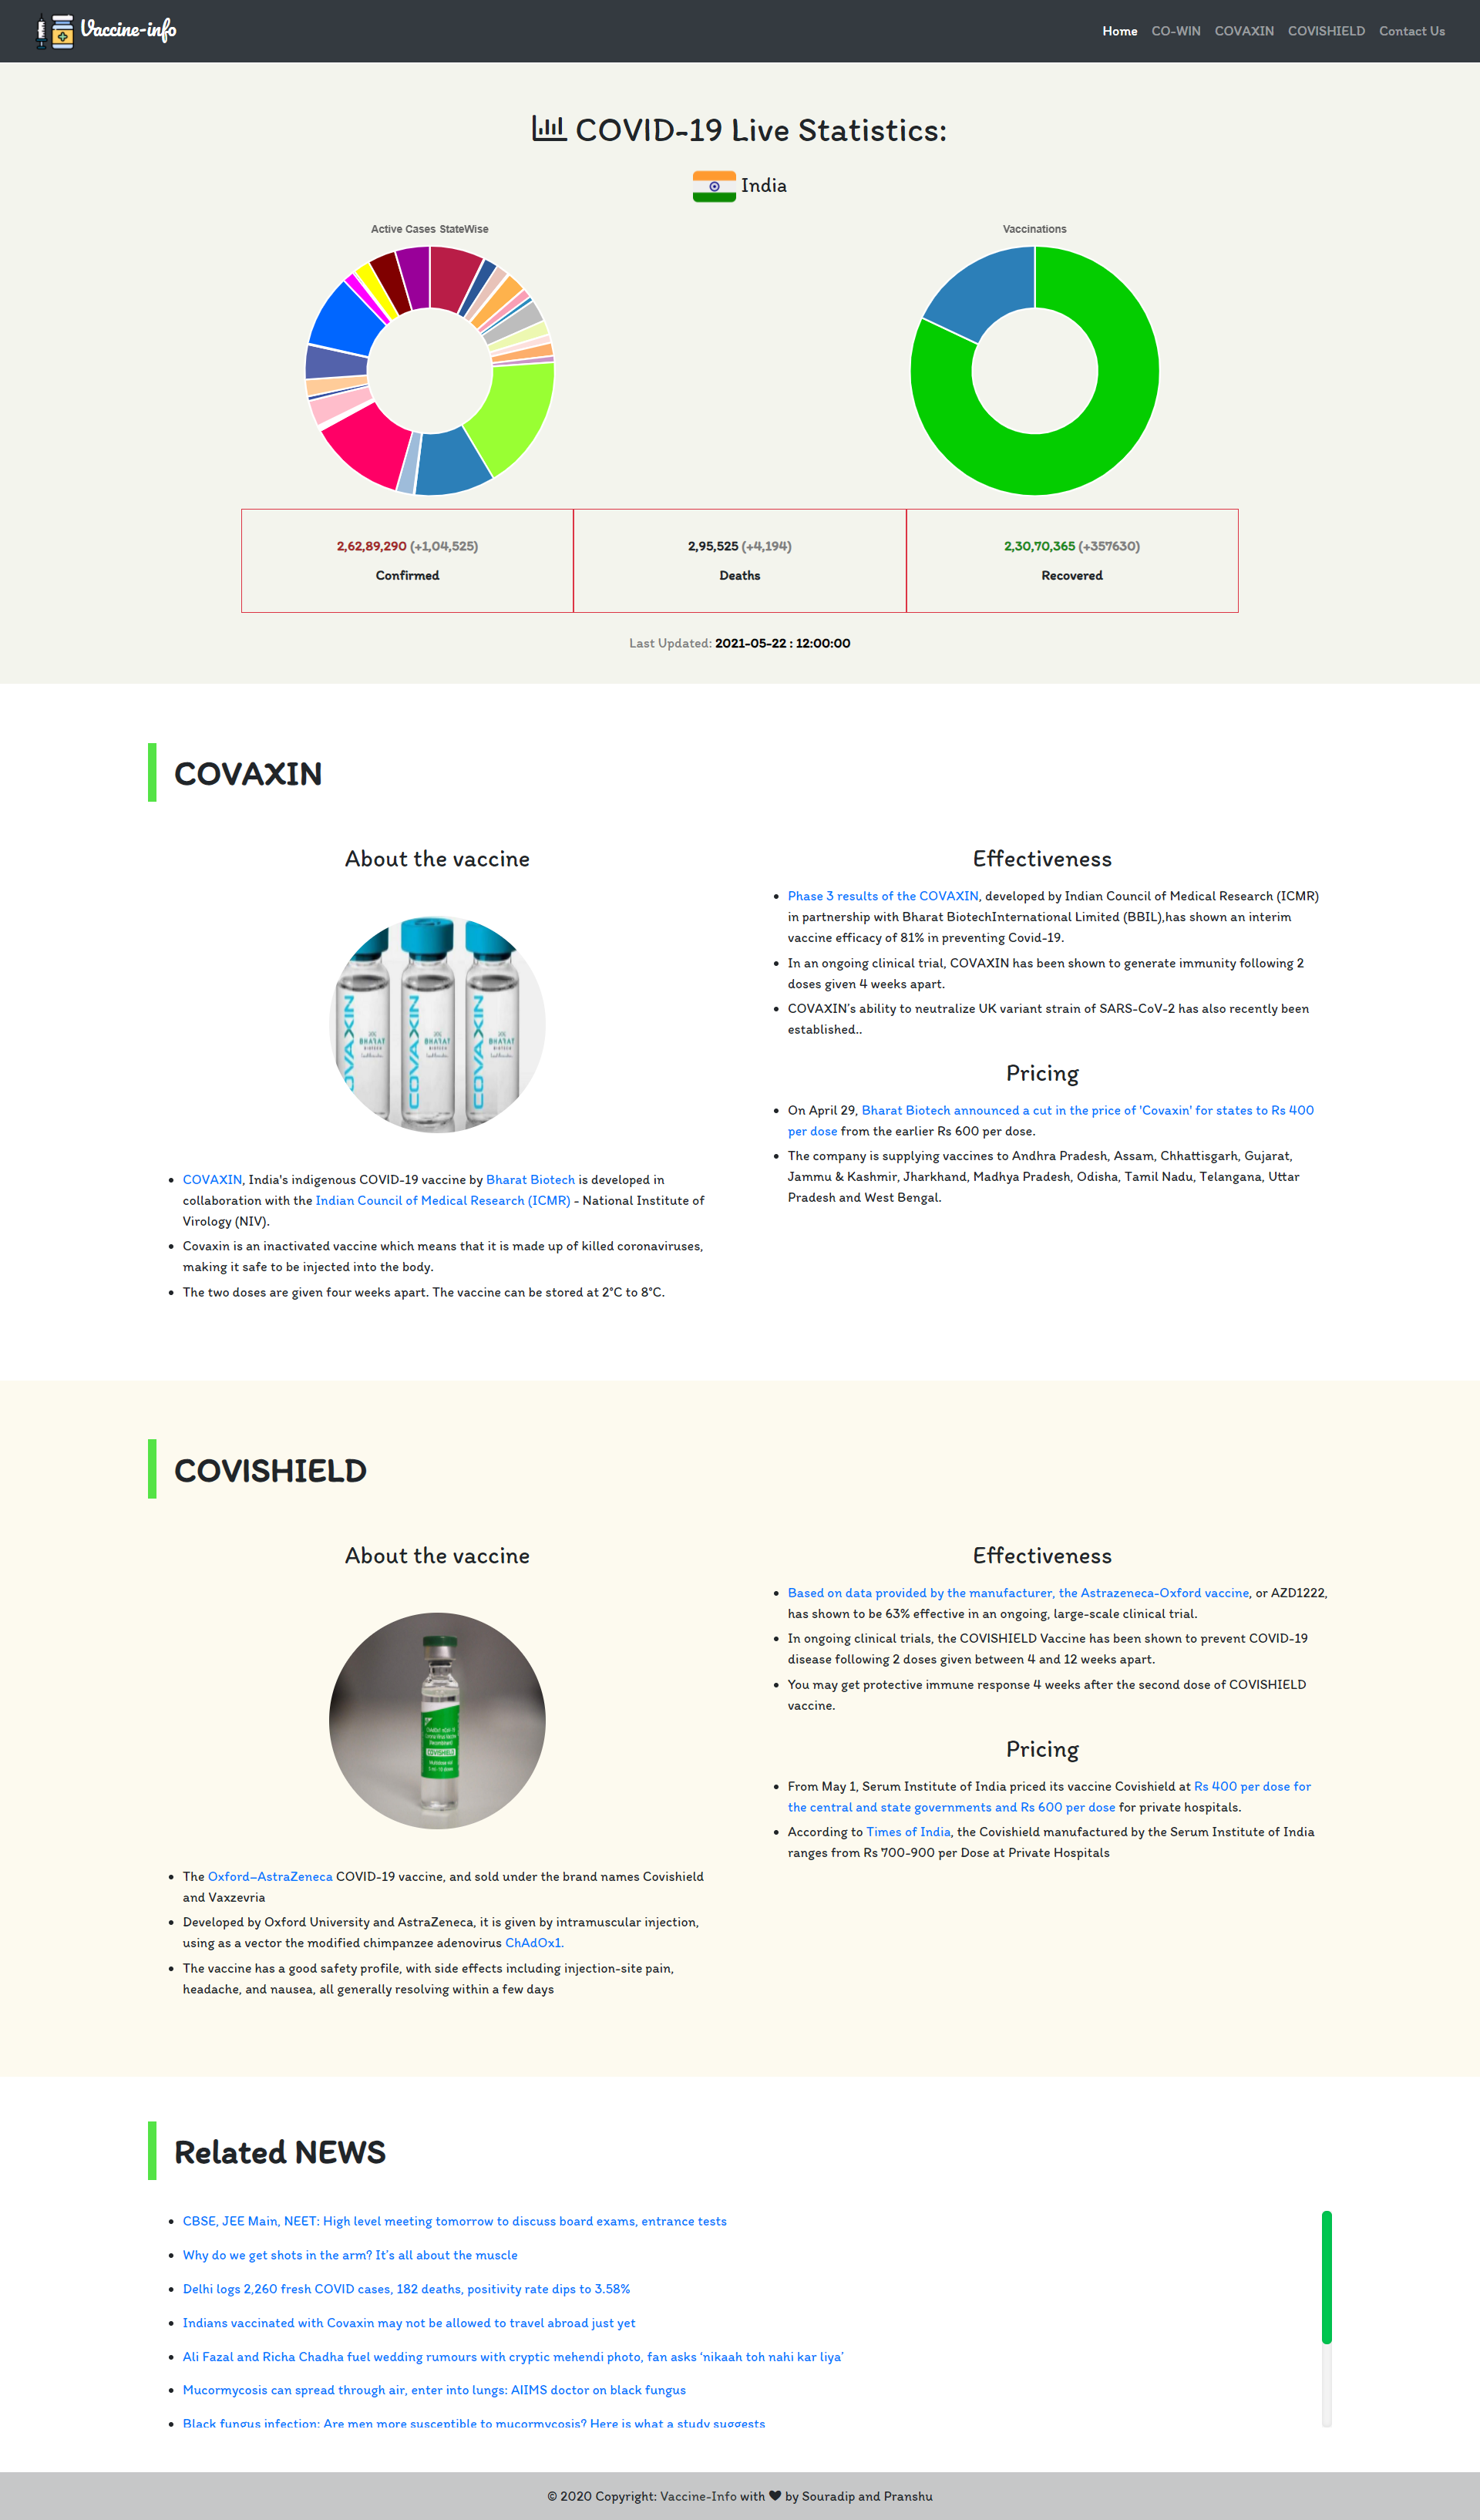 Vaccine-info
Home CO-WIN COVAXIN COVISHIELD Contact Us
COVID-19 Live Statistics:
India
Active Cases StateWise
Vaccinations
2,62,89,290 (+1,04,525)
Confirmed
2,95,525 (+4,194)
Deaths
2,30,70,365 (+357630)
Recovered
Last Updated: 2021-05-22 : 12:00:00
COVAXIN
About the vaccine
COVAXIN
BHARAT
BIOTECH
COVAXIN
BHARAT
BIOTECH
COVAXIN
BHARAT
BIOTECH
COVAXIN, India's indigenous COVID-19 vaccine by Bharat Biotech is developed in
collaboration with the Indian Council of Medical Research (ICMR) - National Institute of
Virology (NIV).
Covaxin is an inactivated vaccine which means that it is made up of killed coronaviruses,
making it safe to be injected into the body.
The two doses are given four weeks apart. The vaccine can be stored at 2°C to 8°C.
Effectiveness
Phase 3 results of the COVAXIN, developed by Indian Council of Medical Research (ICMR)
in partnership with Bharat BiotechInternational Limited (BBIL),has shown an interim
vaccine efficacy of 81% in preventing Covid-19.
In an ongoing clinical trial, COVAXIN has been shown to generate immunity following 2
doses given 4 weeks apart.
COVAXIN's ability to neutralize UK variant strain of SARS-CoV-2 has also recently been
established..
Pricing
On April 29, Bharat Biotech announced a cut in the price of 'Covaxin' for states to Rs 400
per dose from the earlier Rs 600 per dose.
The company is supplying vaccines to Andhra Pradesh, Assam, Chhattisgarh, Gujarat,
Jammu & Kashmir, Jharkhand, Madhya Pradesh, Odisha, Tamil Nadu, Telangana, Uttar
Pradesh and West Bengal.
COVISHIELD
About the vaccine
COVISHIELD
The Oxford–AstraZeneca COVID-19 vaccine, and sold under the brand names Covishield
and Vaxzevria
Developed by Oxford University and AstraZeneca, it is given by intramuscular injection,
using as a vector the modified chimpanzee adenovirus ChAdOx1.
The vaccine has a good safety profile, with side effects including injection-site pain,
headache, and nausea, all generally resolving within a few days
Effectiveness
Based on data provided by the manufacturer, the Astrazeneca-Oxford vaccine, or AZD1222,
has shown to be 63% effective in an ongoing, large-scale clinical trial.
In ongoing clinical trials, the COVISHIELD Vaccine has been shown to prevent COVID-19
disease following 2 doses given between 4 and 12 weeks apart.
You may get protective immune response 4 weeks after the second dose of COVISHIELD
vaccine.
Pricing
From May 1, Serum Institute of India priced its vaccine Covishield at Rs 400 per dose for
the central and state governments and Rs 600 per dose for private hospitals.
According to Times of India, the Covishield manufactured by the Serum Institute of India
ranges from Rs 700-900 per Dose at Private Hospitals
Related NEWS
CBSE, JEE Main, NEET: High level meeting tomorrow to discuss board exams, entrance tests
Why do we get shots in the arm? It's all about the muscle
Delhi logs 2,260 fresh COVID cases, 182 deaths, positivity rate dips to 3.58%
Indians vaccinated with Covaxin may not be allowed to travel abroad just yet
Ali Fazal and Richa Chadha fuel wedding rumours with cryptic mehendi photo, fan asks 'nikaah toh nahi kar liya'
Mucormycosis can spread through air, enter into lungs: AIIMS doctor on black fungus
Black fungus infection: Are men more susceptible to mucormycosis? Here is what a study suggests
© 2020 Copyright: Vaccine-Info with ❤ by Souradip and Pranshu